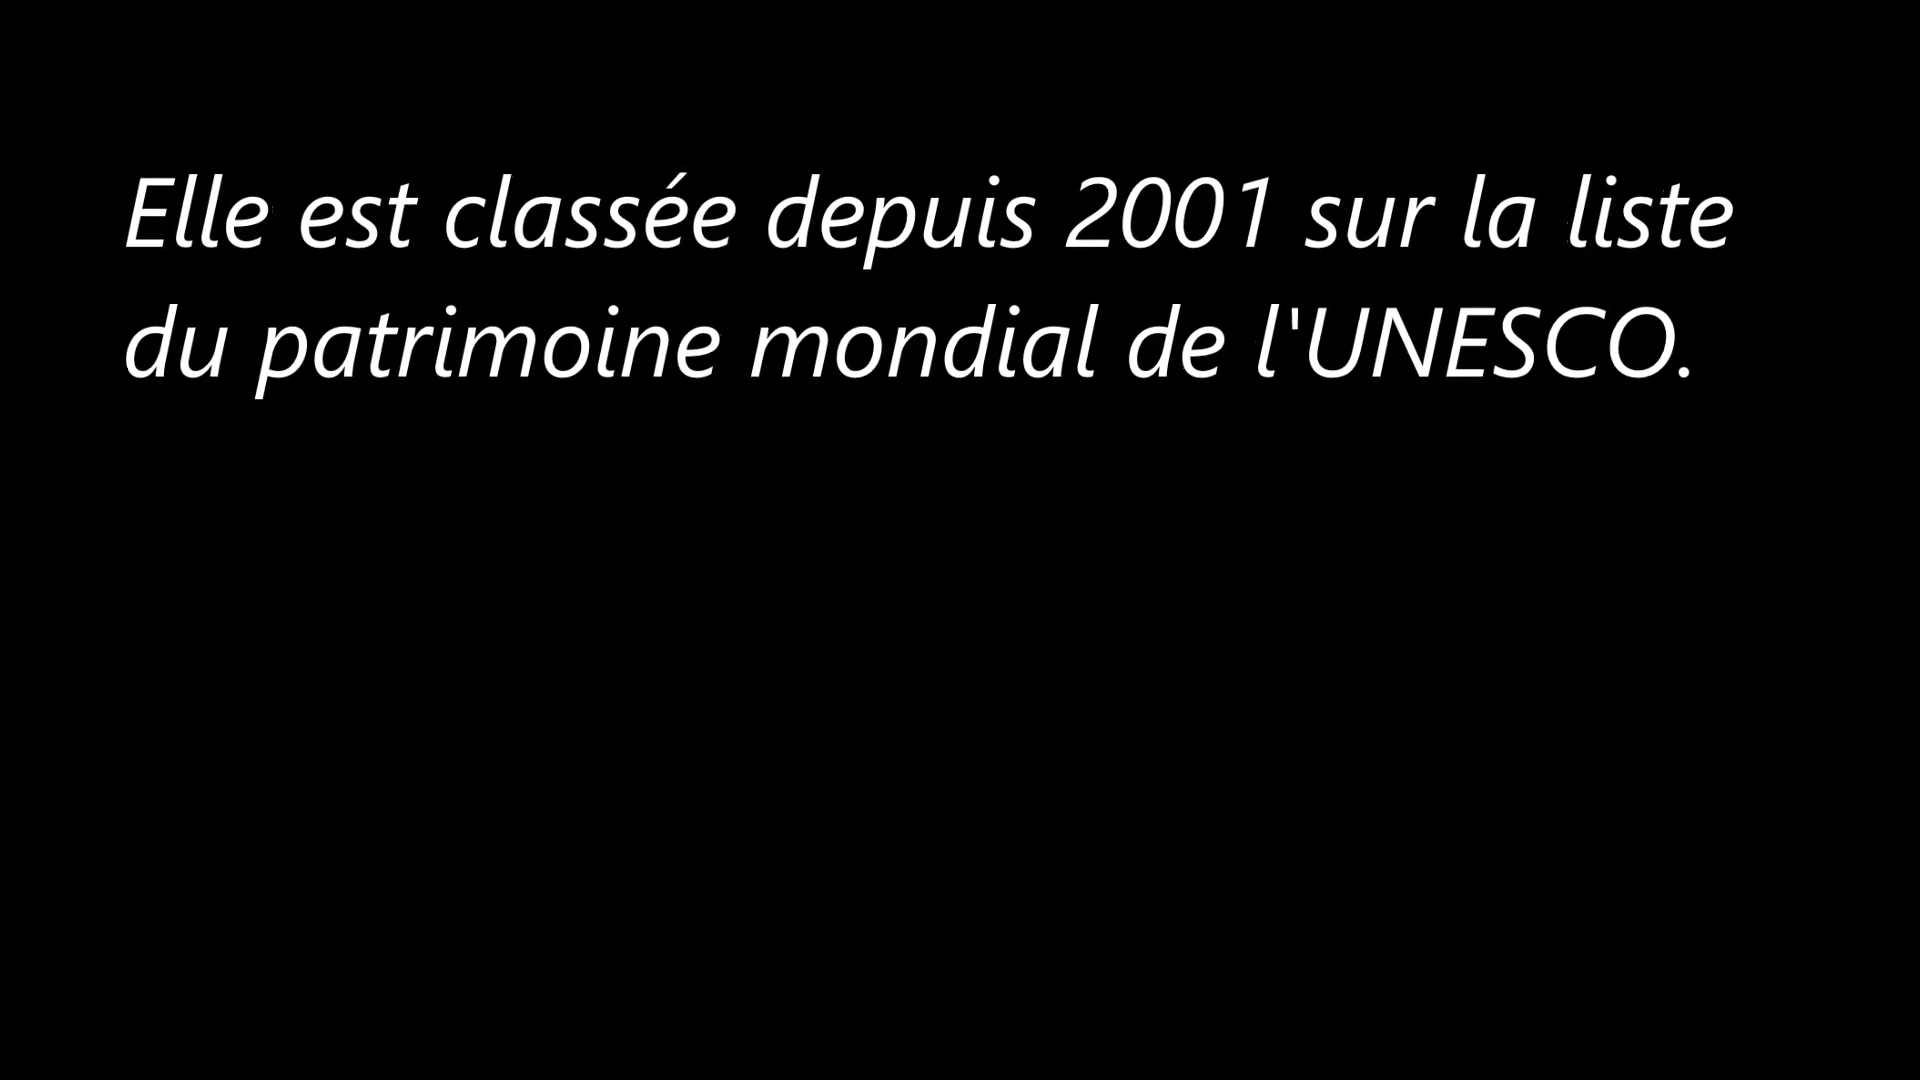 Elle est classée depuis 2001 sur la liste
du patrimoine mondial de l'UNESCO.